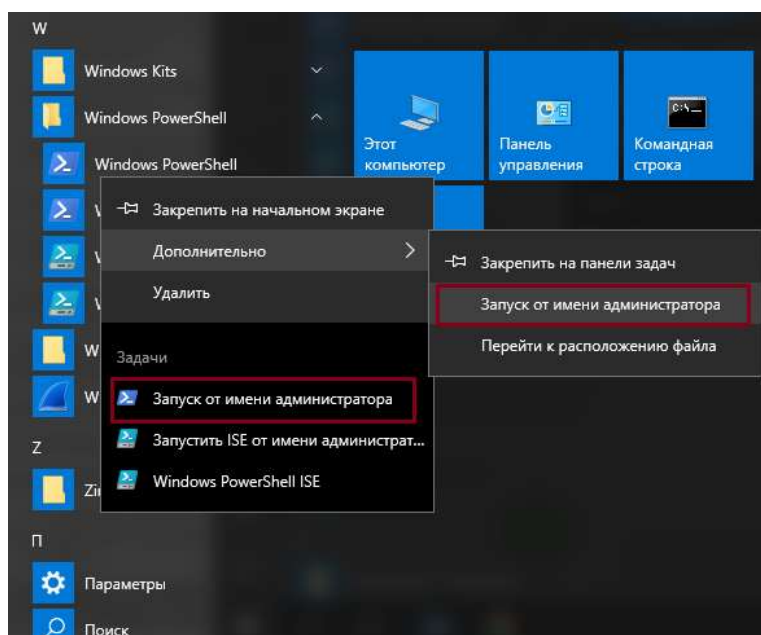 W
Windows Kits
Windows PowerShell
Этот
компьютер
Панель
управления
Командная
строка
Windows PowerShell
W
Закрепить на начальном экране
Дополнительно
Закрепить на панели задач
Удалить
Запуск от имени администратора
W
Перейти к расположению файла
Задачи
W
Запуск от имени администратора
Z
Запустить ISE от имени администрат...
Windows PowerShell ISE
П
Параметры
Поиск